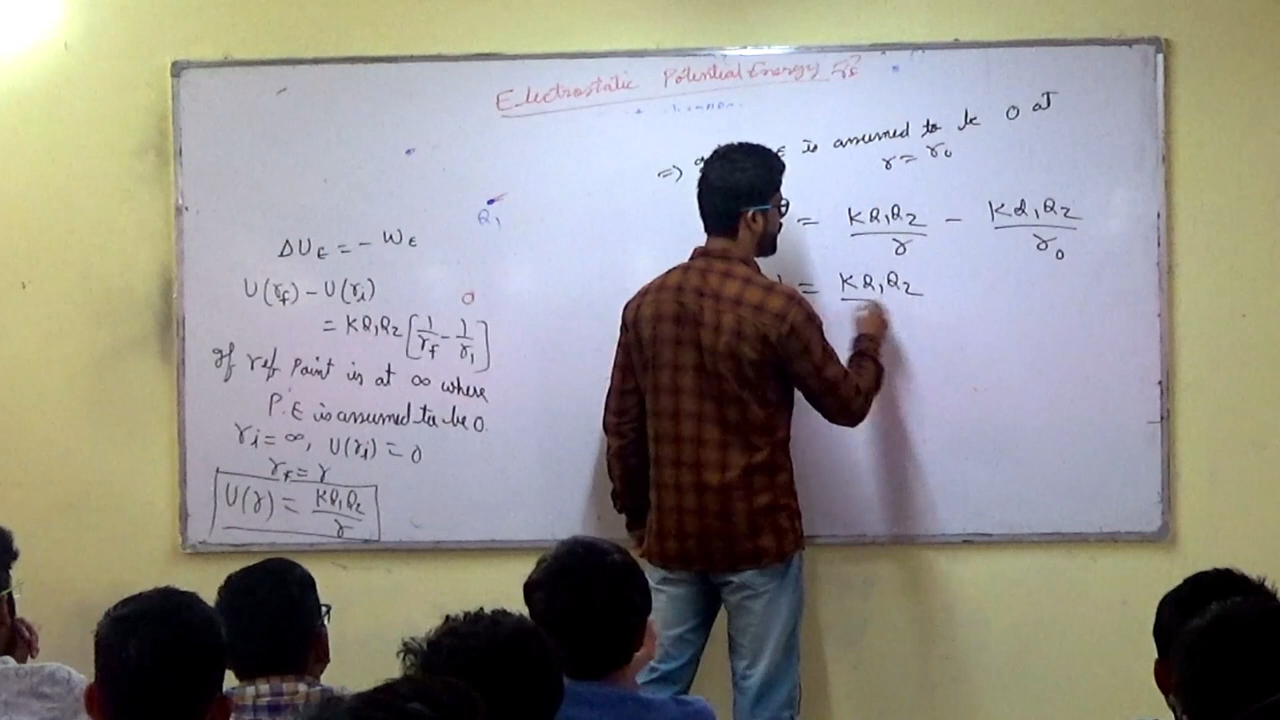 Electrostatic Potential Energy
Q₁
ΔU_E = - W_E
U(r_f) - U(r_i)
0
= KQ₁Q₂ [1/r_f - 1/r_i]
If ref Point is at ∞ where
P.E is assumed to be 0.
r_i = ∞, U(r_i) = 0
r_f = r
U(r) = KQ₁Q₂/r
⇒ is assumed to be 0 at
r = r₀
= KQ₁Q₂/r - KQ₁Q₂/r₀
= KQ₁Q₂